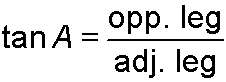 tan A = opp. leg / adj. leg